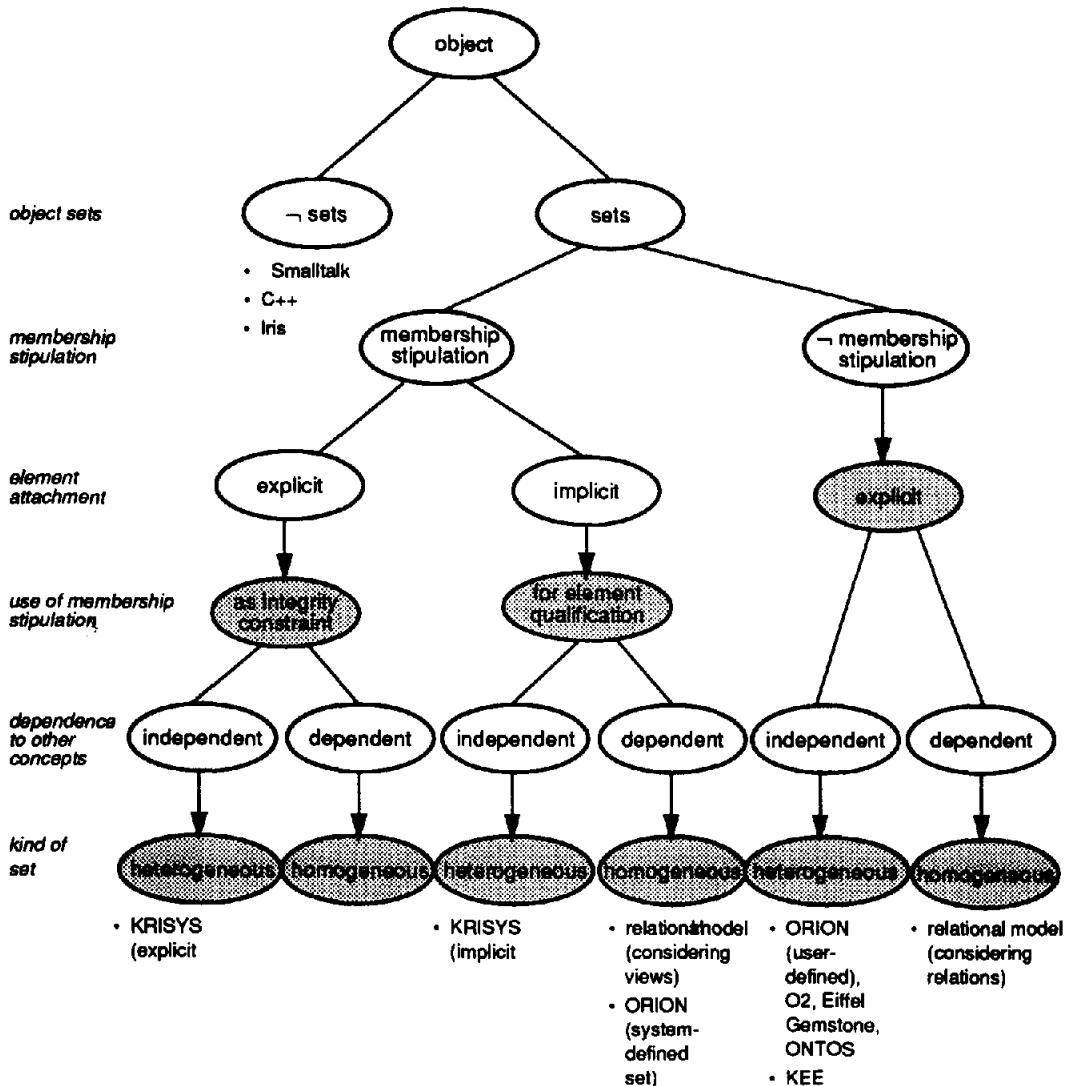 object
object sets
¬ sets
sets
• Smalltalk
• C++
• Iris
membership
stipulation
membership
stipulation
¬ membership
stipulation
element
attachment
explicit
implicit
explicit
use of membership
stipulation
as integrity
constraint
for element
qualification
dependence
to other
concepts
independent
dependent
independent
dependent
independent
dependent
kind of
set
heterogeneous
homogeneous
heterogeneous
homogeneous
heterogeneous
homogeneous
• KRISYS
(explicit
• KRISYS
(implicit
• relational model
(considering
views)
• ORION
(system-
defined
set)
• ORION
(user-
defined),
O2, Eiffel
Gemstone,
ONTOS
• KEE
• relational model
(considering
relations)